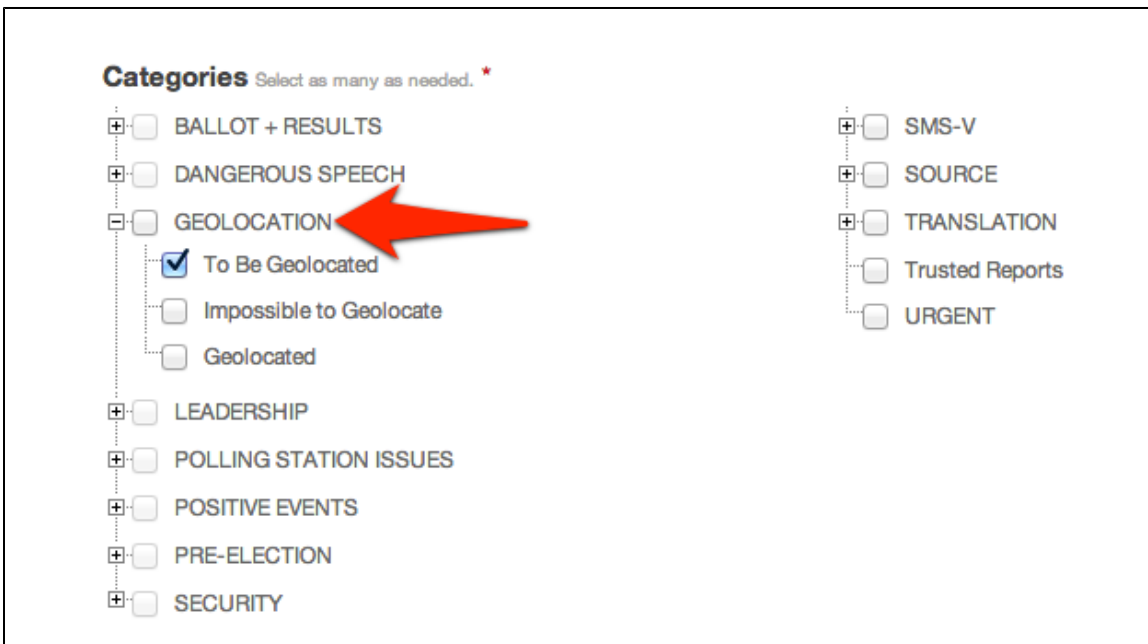 Categories Select as many as needed. *
BALLOT + RESULTS
DANGEROUS SPEECH
GEOLOCATION
To Be Geolocated
Impossible to Geolocate
Geolocated
LEADERSHIP
POLLING STATION ISSUES
POSITIVE EVENTS
PRE-ELECTION
SECURITY
SMS-V
SOURCE
TRANSLATION
Trusted Reports
URGENT